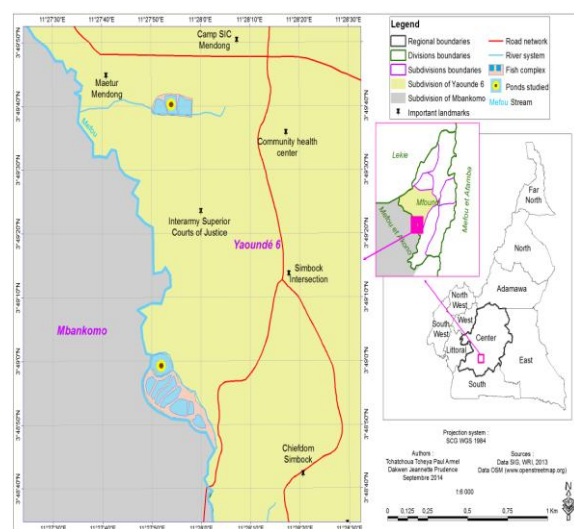 11°27'30"E 11°27'40"E 11°27'50"E 11°28'0"E 11°28'10"E 11°28'20"E 11°28'30"E
Camp SIC
Mendong
Maetur
Mendong
Mefou
Community health
center
Interarmy Superior
Courts of Justice
Yaoundé 6
Simbock
Intersection
Mbankomo
Chiefdom
Simbock
Legend
Regional boundaries
Divisions boundaries
Subdivisions boundaries
Subdivision of Yaounde 6
Subdivision of Mbankomo
Important landmarks
Road network
River system
Fish complex
Ponds studied
Mefou Stream
Lekie
Mfoundi
Mefou et Afamba
Far
North
North
Adamawa
North
West
West
South
West
Littoral
Center
East
South
Projection system :
SCG WGS 1984
Authors :
Tchatchoua Tcheya Paul Armel
Dakwen Jeannette Prudence
Septembre 2014
Sources :
Data SIG, WRI, 2013
Data OSM (www.openstreetmap.org)
1:6 000
N
0 0,125 0,25 0,5 0,75 1 Km